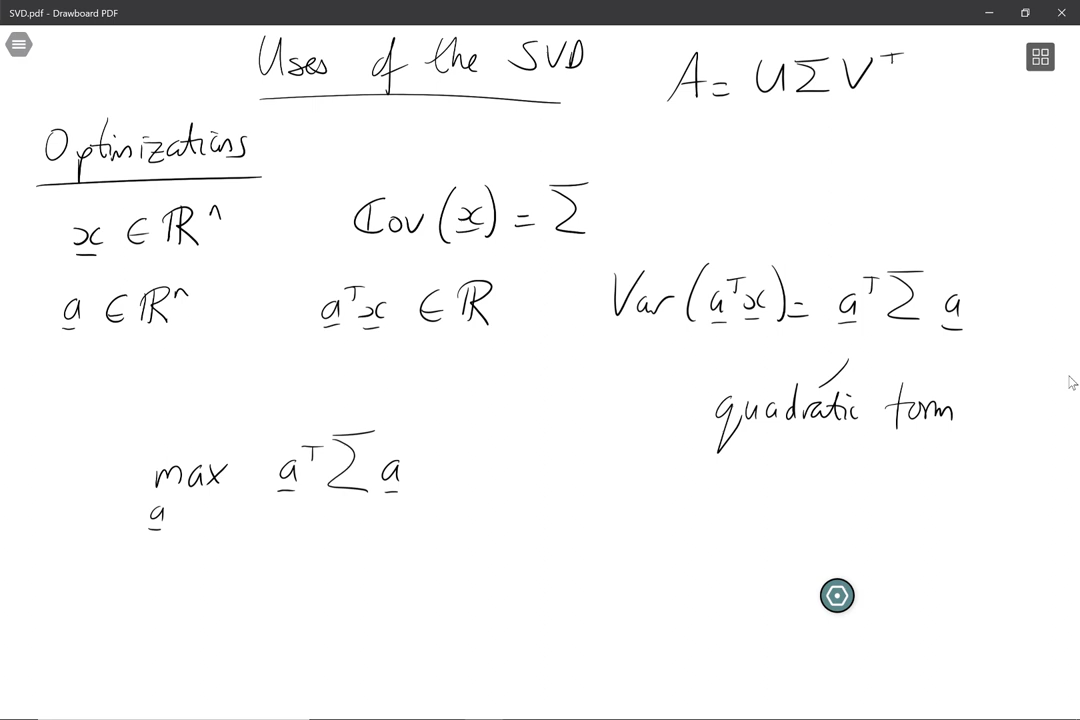 SVD.pdf - Drawboard PDF
Uses of the SVD
A = UΣV^T
Optimizations
x ∈ ℝ^n
Cov(x) = Σ
a ∈ ℝ^n
a^T x ∈ ℝ
Var(a^T x) = a^T Σ a
quadratic form
max a^T Σ a
a